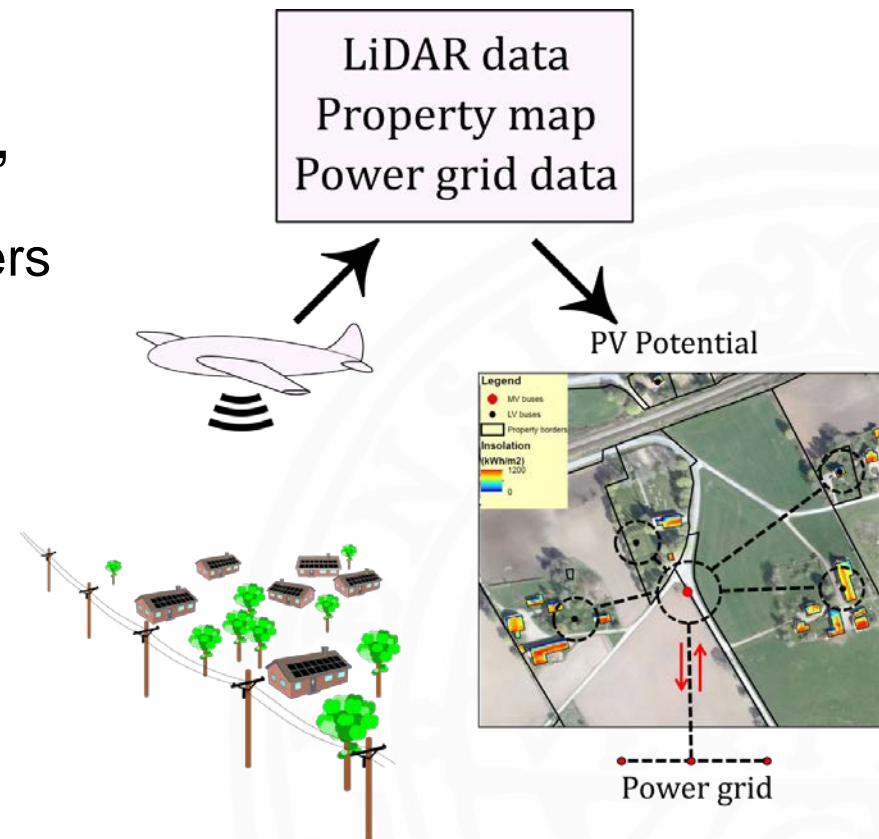 LiDAR data
Property map
Power grid data
,
ers
PV Potential
Legend
MV buses
LV buses
Property borders
Insolation
(kWh/m2)
1200
0
Power grid